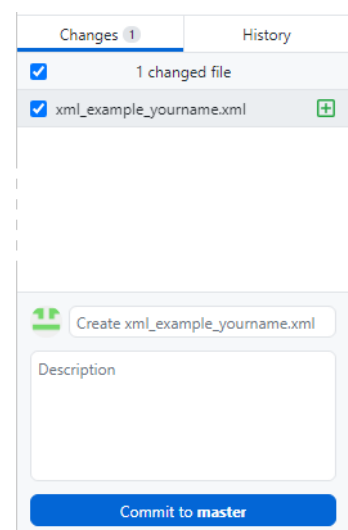 Changes 1 History
1 changed file
xml_example_yourname.xml
Create xml_example_yourname.xml
Description
Commit to master